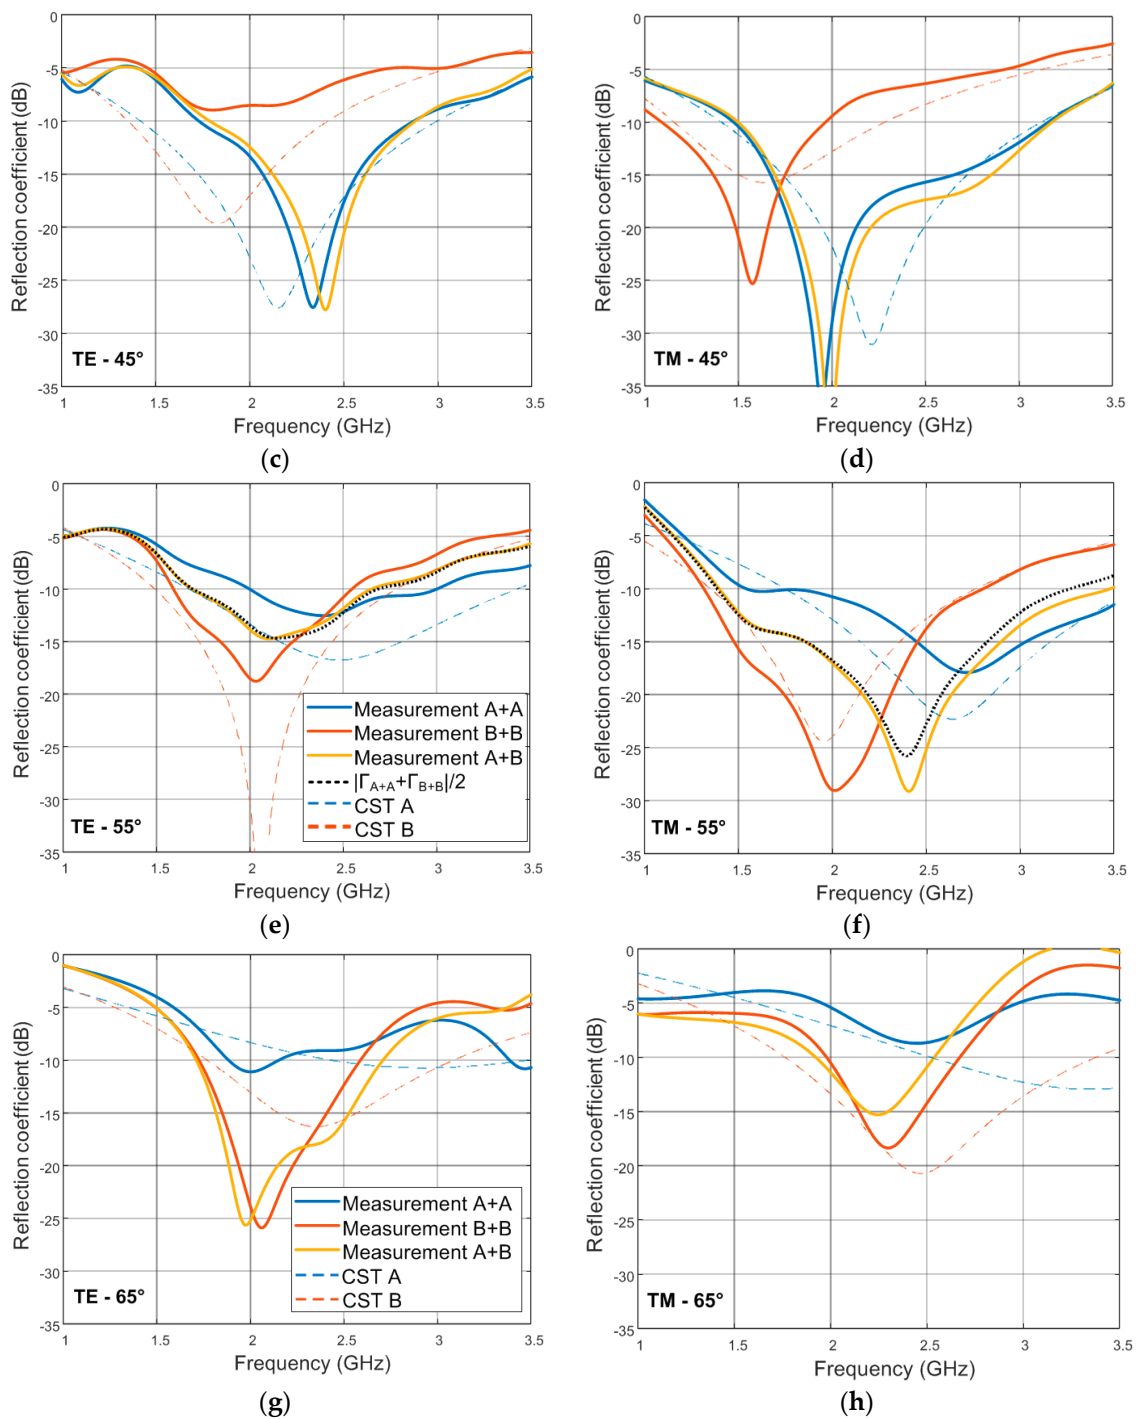 0
-5
-10
-15
-20
-25
-30
-35
Reflection coefficient (dB)
TE - 45°
1 1.5 2 2.5 3 3.5
Frequency (GHz)
(c)
0
-5
-10
-15
-20
-25
-30
-35
Reflection coefficient (dB)
TM - 45°
1 1.5 2 2.5 3 3.5
Frequency (GHz)
(d)
0
-5
-10
-15
-20
-25
-30
-35
Reflection coefficient (dB)
Measurement A+A
Measurement B+B
Measurement A+B
|Γ_A+A+Γ_B+B|/2
CST A
CST B
TE - 55°
1 1.5 2 2.5 3 3.5
Frequency (GHz)
(e)
0
-5
-10
-15
-20
-25
-30
-35
Reflection coefficient (dB)
TM - 55°
1 1.5 2 2.5 3 3.5
Frequency (GHz)
(f)
0
-5
-10
-15
-20
-25
-30
-35
Reflection coefficient (dB)
Measurement A+A
Measurement B+B
Measurement A+B
CST A
CST B
TE - 65°
1 1.5 2 2.5 3 3.5
Frequency (GHz)
(g)
0
-5
-10
-15
-20
-25
-30
-35
Reflection coefficient (dB)
TM - 65°
1 1.5 2 2.5 3 3.5
Frequency (GHz)
(h)